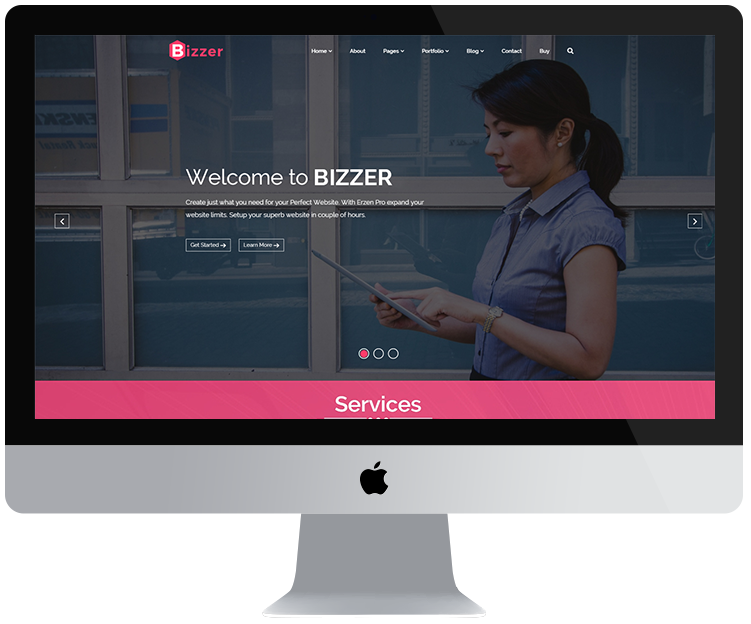 Bizzer
Home About Pages Portfolio Blog Contact Buy
Welcome to BIZZER
Create just what you need for your Perfect Website. With Erzen Pro expand your
website limits. Setup your superb website in couple of hours.
Get Started Learn More
Services